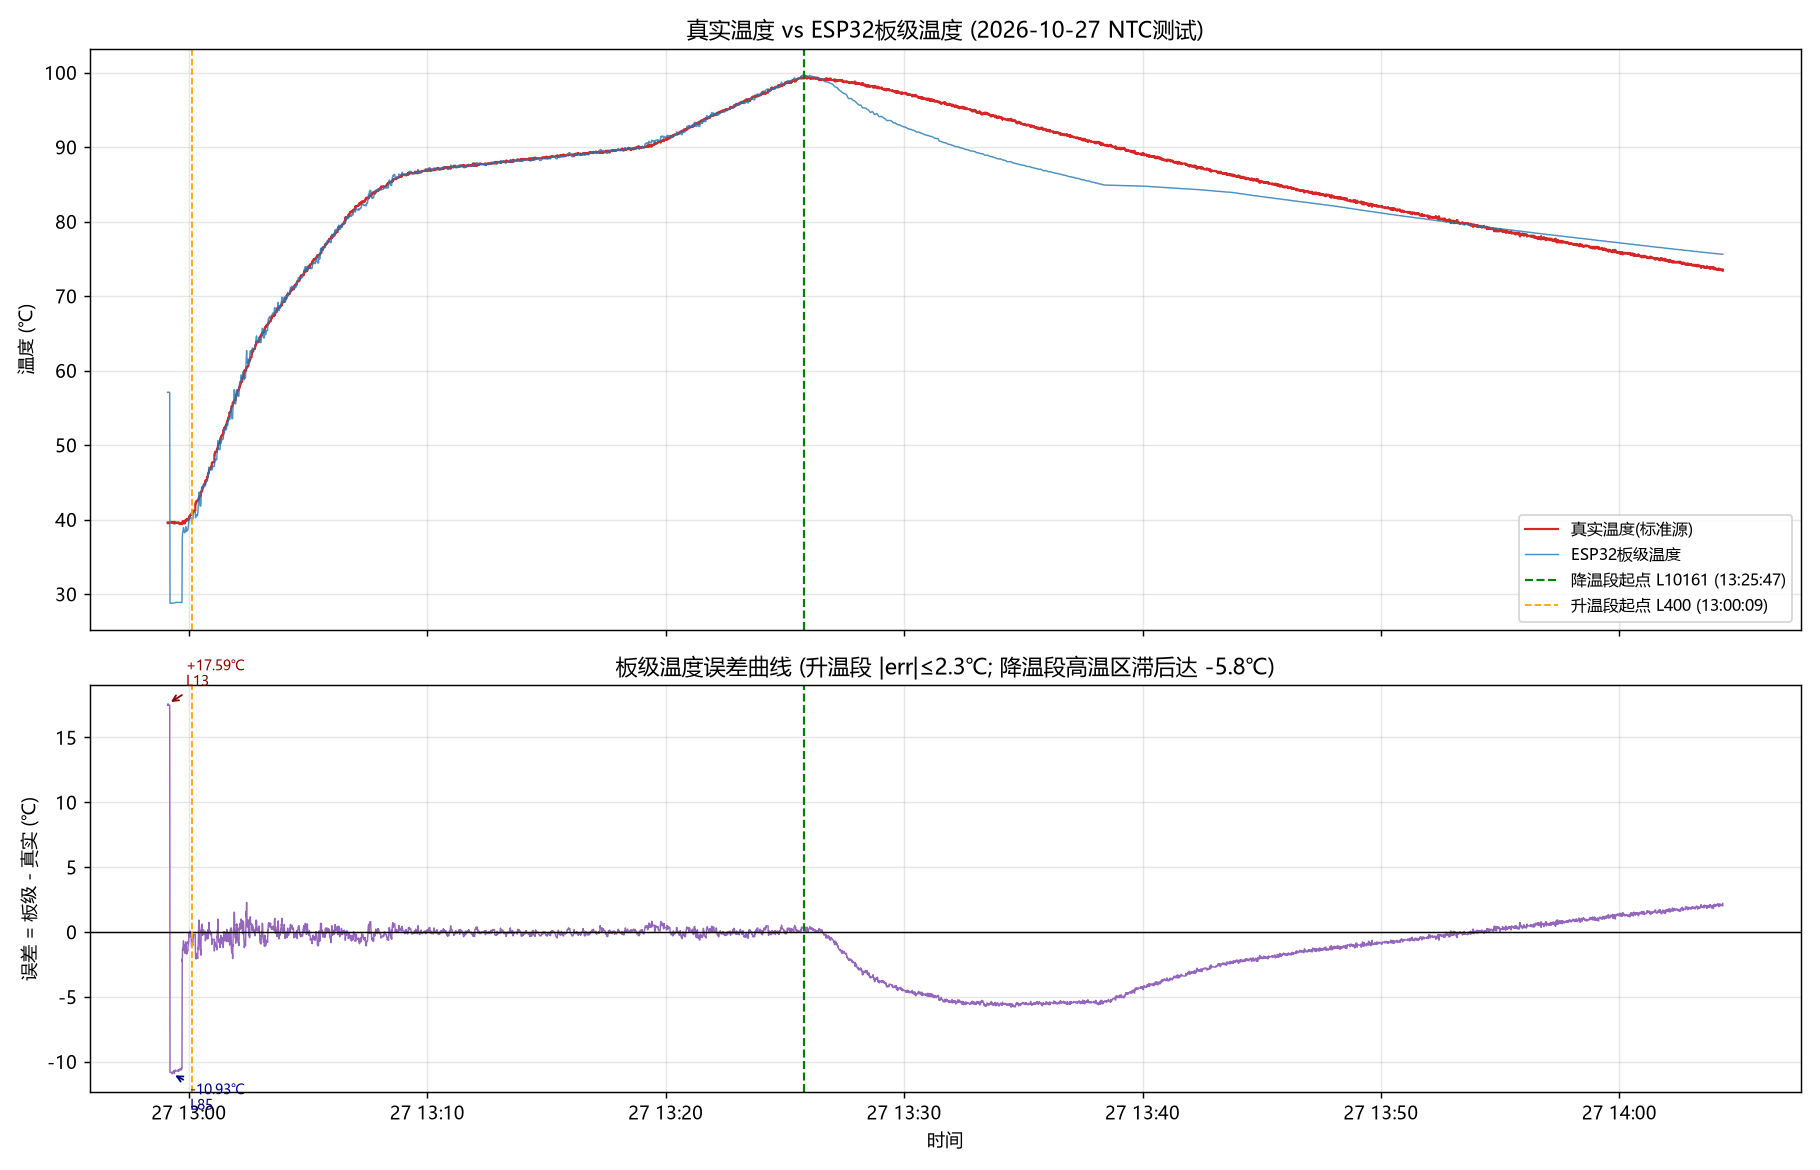 真实温度 vs ESP32板级温度 (2026-10-27 NTC测试)
100
90
80
70
60
50
40
30
温度 (℃)
真实温度(标准源)
ESP32板级温度
降温段起点 L10161 (13:25:47)
升温段起点 L400 (13:00:09)
板级温度误差曲线 (升温段 |err|≤2.3℃; 降温段高温区滞后达 -5.8℃)
+17.59℃
L13
15
10
5
0
-5
-10
误差 = 板级 - 真实 (℃)
-10.93℃
L85
27 13:00
27 13:10
27 13:20
27 13:30
27 13:40
27 13:50
27 14:00
时间